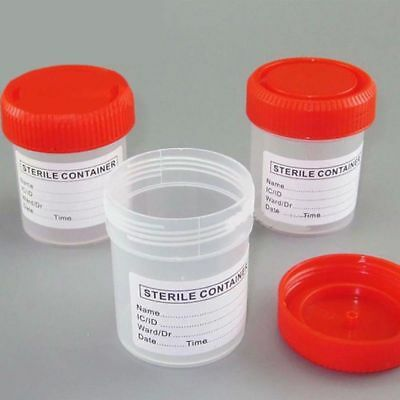 STERILE CONTAINER
Name
IC/ID
Ward/Dr
Date Time
STERILE CONTAINER
Name
IC/ID
Ward/Dr
Date Time
STERILE CONTAINER
Name
IC/ID
Ward/Dr
Date Time